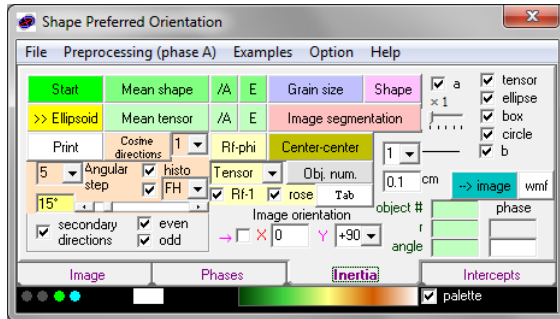 Shape Preferred Orientation
x
File Preprocessing (phase A) Examples Option Help
Start Mean shape /A E Grain size Shape a tensor
× 1 ellipse
>> Ellipsoid Mean tensor /A E Image segmentation box
circle
Print Cosine directions 1 Rf-phi Center-center 1 b
5 Angular step histo Tensor Obj. num.
FH Rf-1 rose Tab 0.1 cm --> image wmf
15°
Image orientation object # phase
secondary directions even → X 0 Y +90 r
odd angle
Image Phases Inertia Intercepts
palette